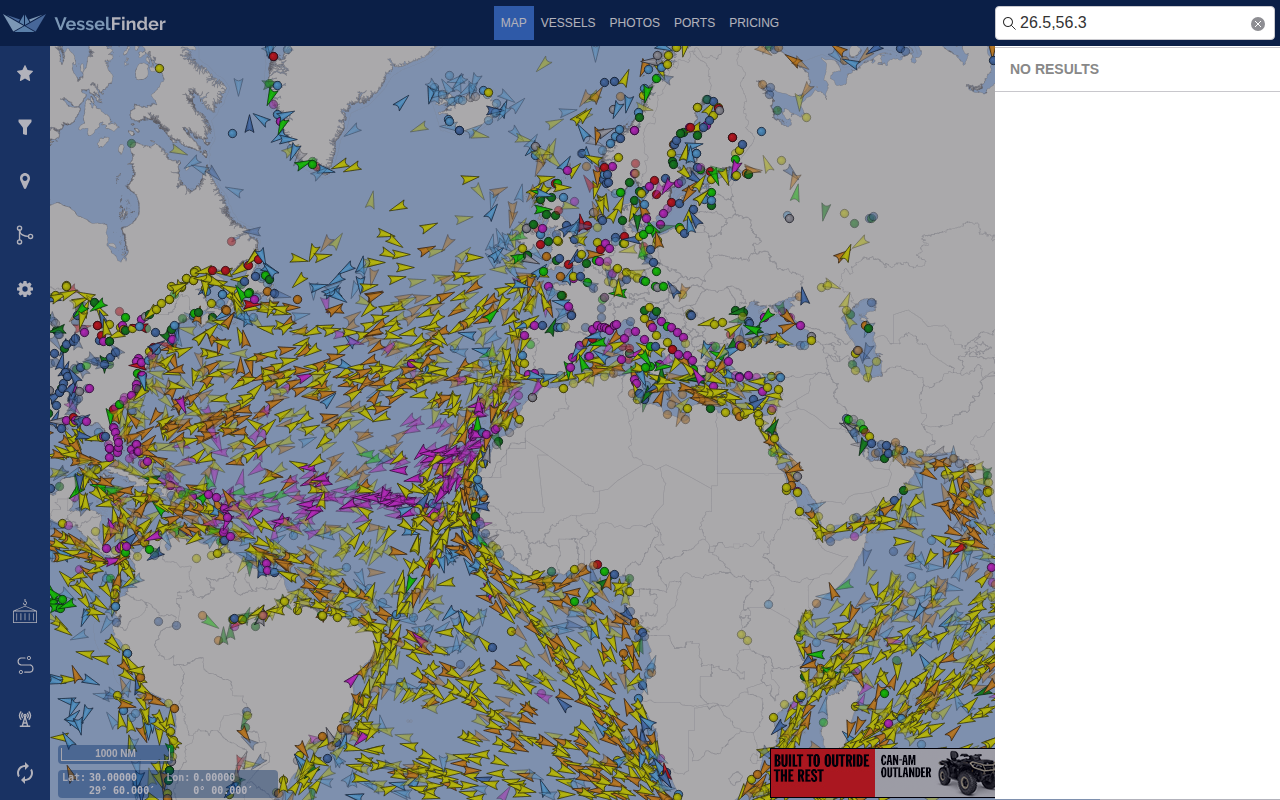 VesselFinder
MAP VESSELS PHOTOS PORTS PRICING
26.5,56.3
NO RESULTS
1000 NM
Lat: 30.00000 Lon: 0.00000
29° 60.000´ 0° 00.000´
BUILT TO OUTRIDE
THE REST
CAN-AM
OUTLANDER